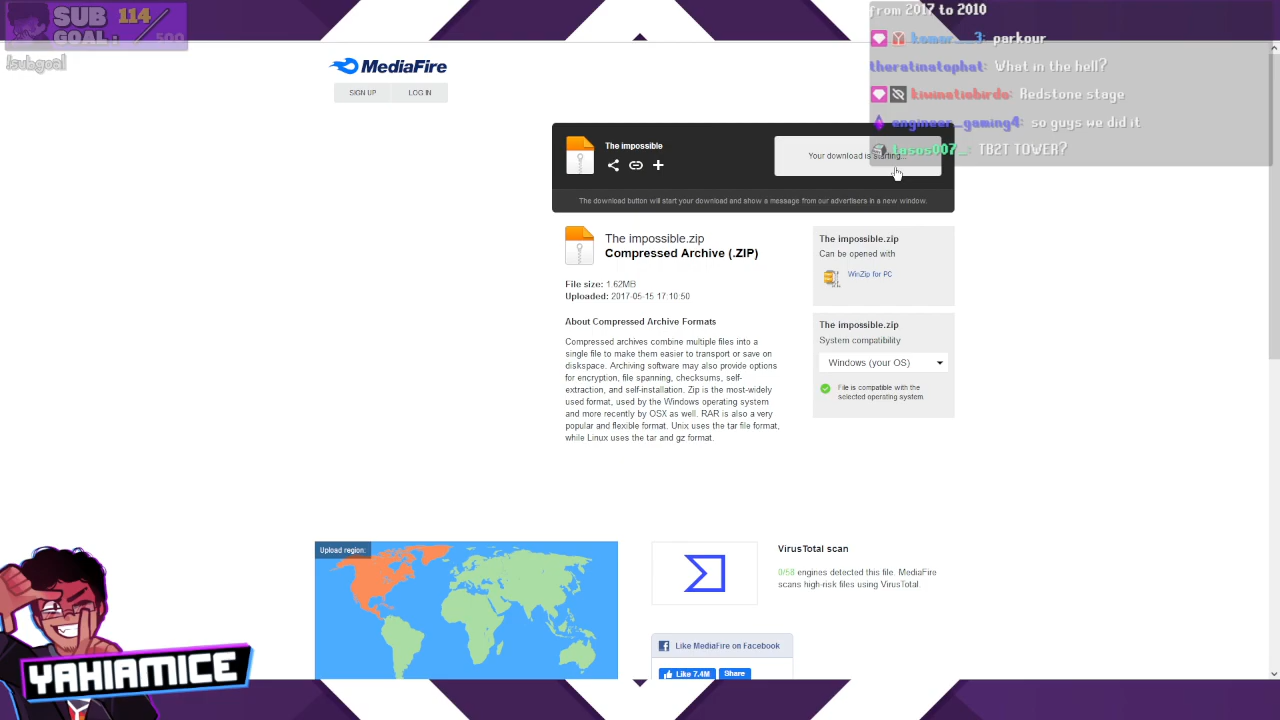 SUB 114
GOAL: / 500
!subgoal
from 2017 to 2010
komar__3: parkour
theratinatophat: What in the hell?
kiwinatiobirdo: Redstone stage
engineer_gaming4: so guys we did it
tasos007_: TB2T TOWER?
MediaFire
SIGN UP
LOG IN
The impossible
Your download is starting...
The download button will start your download and show a message from our advertisers in a new window.
The impossible.zip
Compressed Archive (.ZIP)
File size: 1.62MB
Uploaded: 2017-05-15 17:10:50
About Compressed Archive Formats
Compressed archives combine multiple files into a
single file to make them easier to transport or save on
diskspace. Archiving software may also provide options
for encryption, file spanning, checksums, self-
extraction, and self-installation. Zip is the most-widely
used format, used by the Windows operating system
and more recently by OSX as well. RAR is also a very
popular and flexible format. Unix uses the tar file format,
while Linux uses the tar and gz format.
The impossible.zip
Can be opened with
WinZip for PC
The impossible.zip
System compatibility
Windows (your OS)
File is compatible with the
selected operating system.
Upload region:
VirusTotal scan
0/58 engines detected this file. MediaFire
scans high-risk files using VirusTotal.
Like MediaFire on Facebook
Like 7.4M
Share
YAHIAMICE